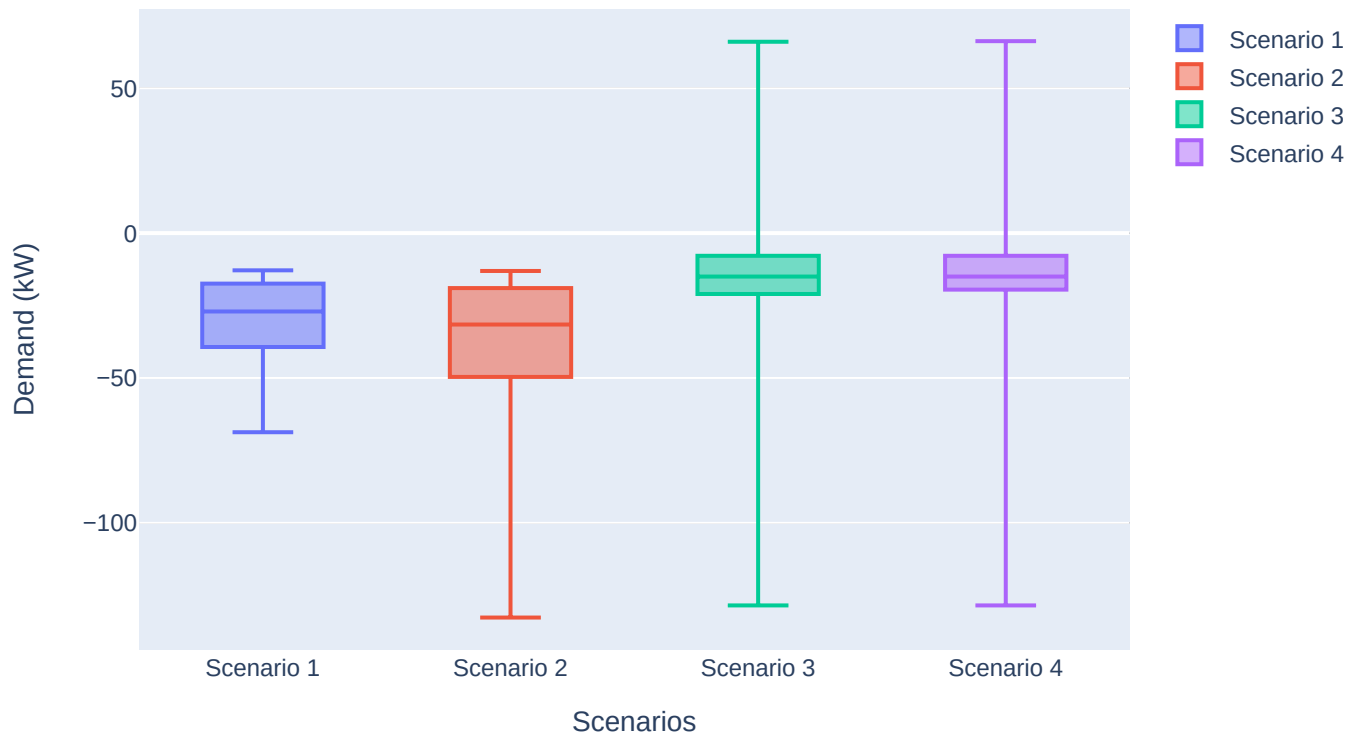 Demand (kW)
50
0
−50
−100
Scenario 1
Scenario 2
Scenario 3
Scenario 4
Scenarios
Scenario 1
Scenario 2
Scenario 3
Scenario 4